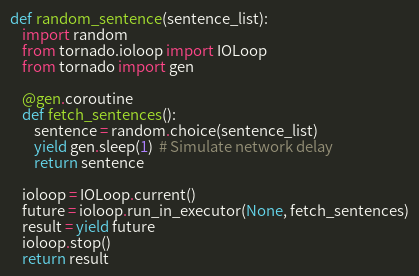 def random_sentence(sentence_list):
    import random
    from tornado.ioloop import IOLoop
    from tornado import gen

    @gen.coroutine
    def fetch_sentences():
        sentence = random.choice(sentence_list)
        yield gen.sleep(1)  # Simulate network delay
        return sentence

    ioloop = IOLoop.current()
    future = ioloop.run_in_executor(None, fetch_sentences)
    result = yield future
    ioloop.stop()
    return result